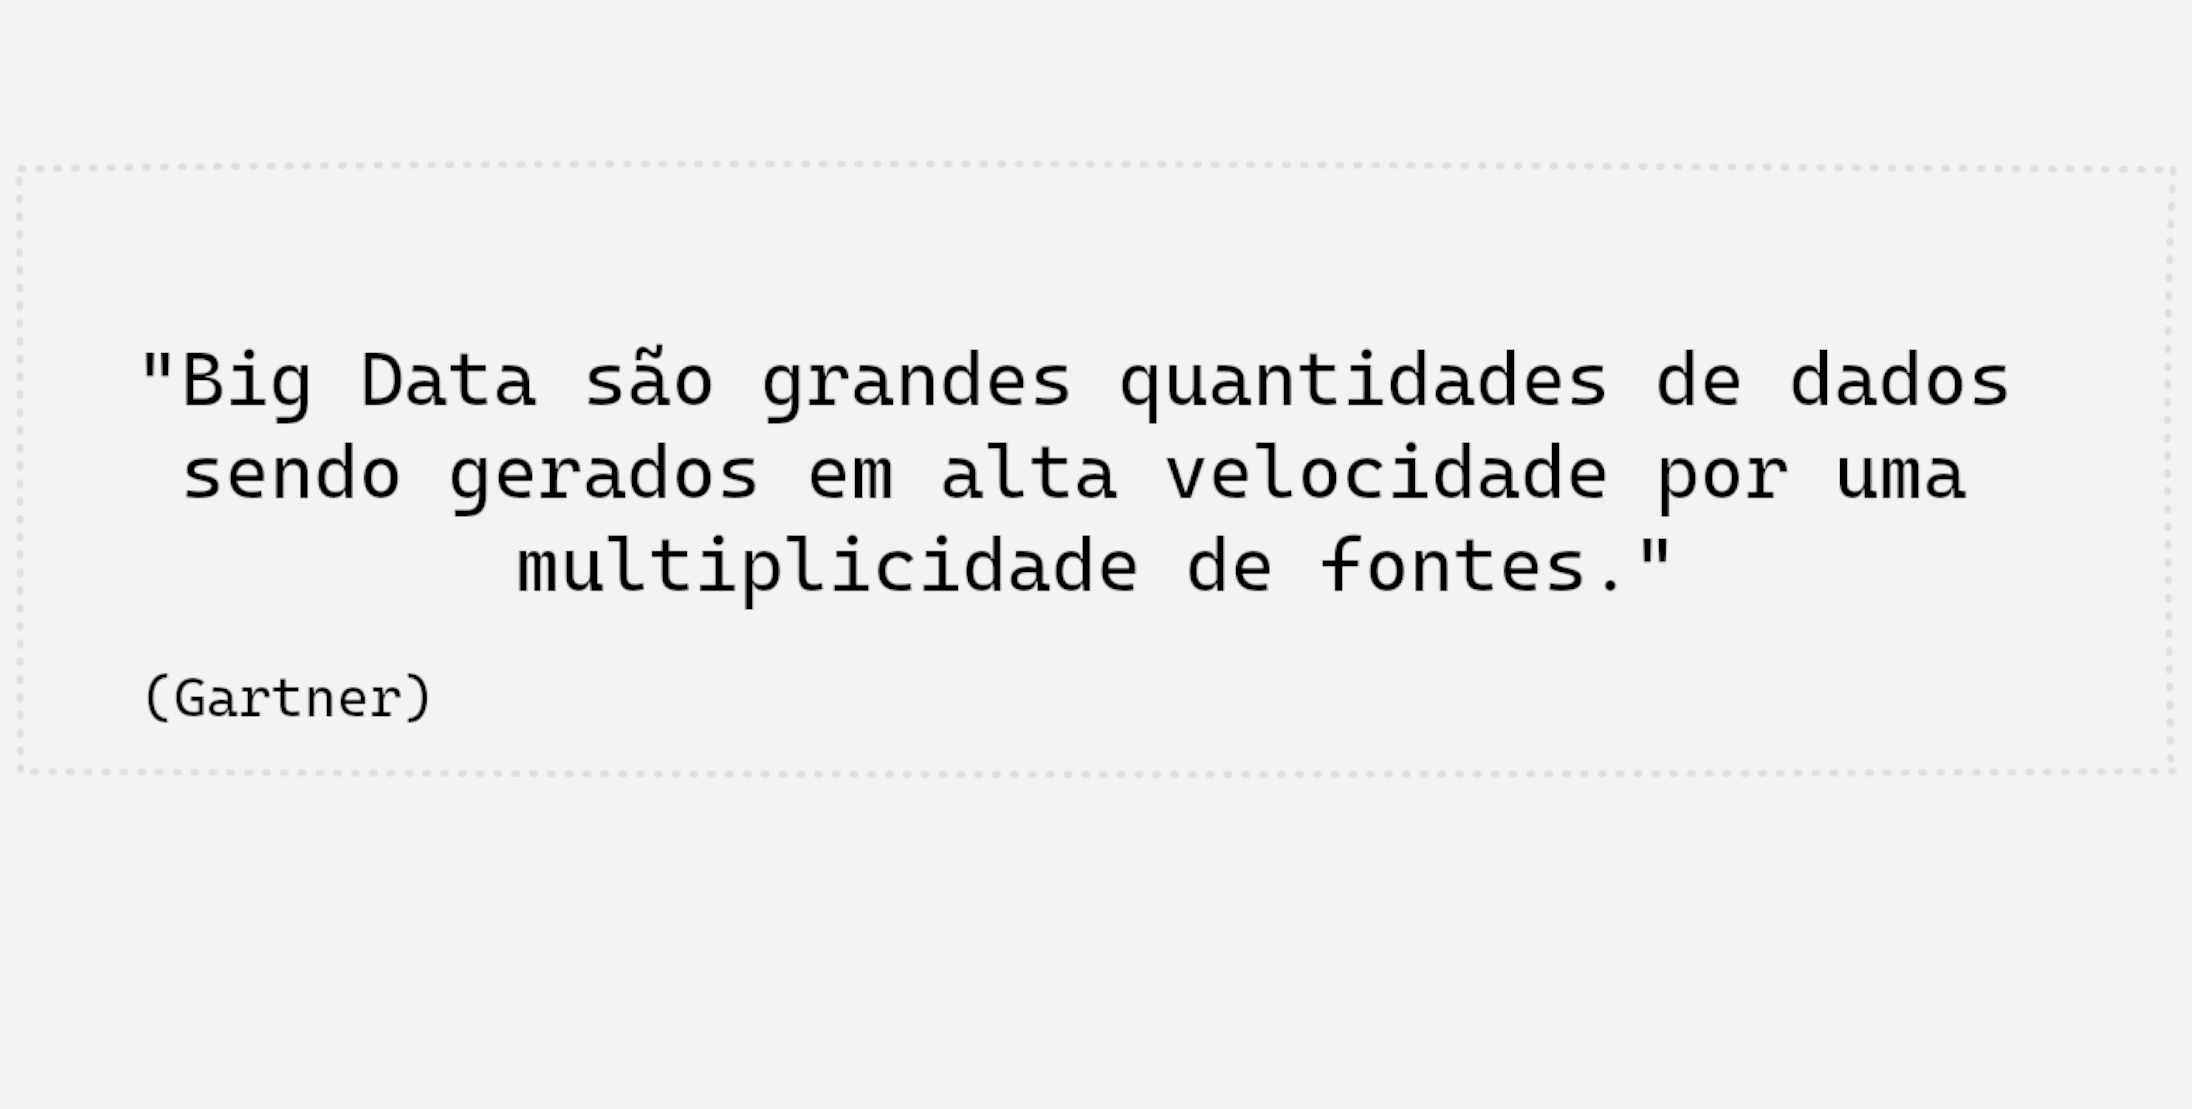 "Big Data são grandes quantidades de dados
sendo gerados em alta velocidade por uma
multiplicidade de fontes."
(Gartner)